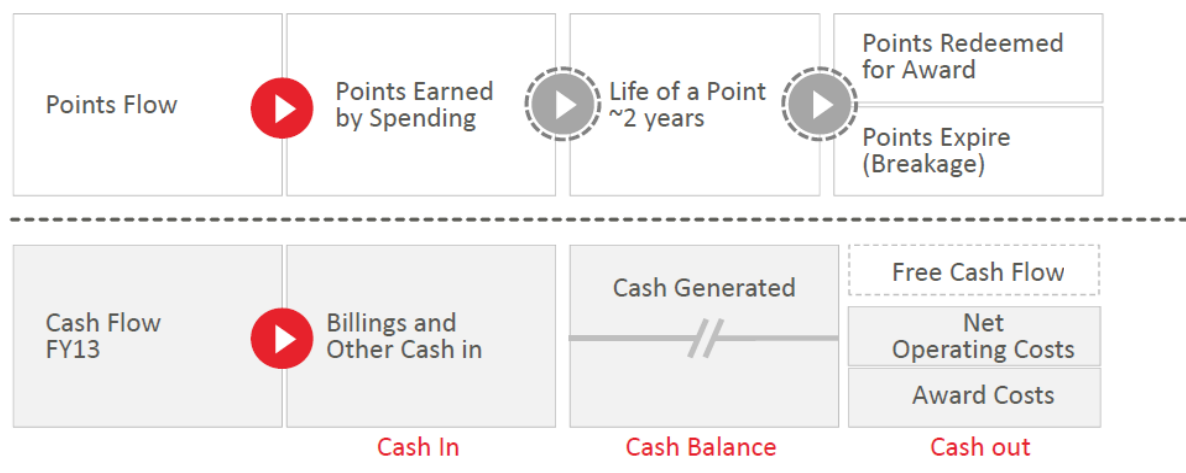 Points Flow
Points Earned
by Spending
Life of a Point
~2 years
Points Redeemed
for Award
Points Expire
(Breakage)
Cash Flow
FY13
Billings and
Other Cash in
Cash Generated
Free Cash Flow
Net
Operating Costs
Award Costs
Cash In
Cash Balance
Cash out